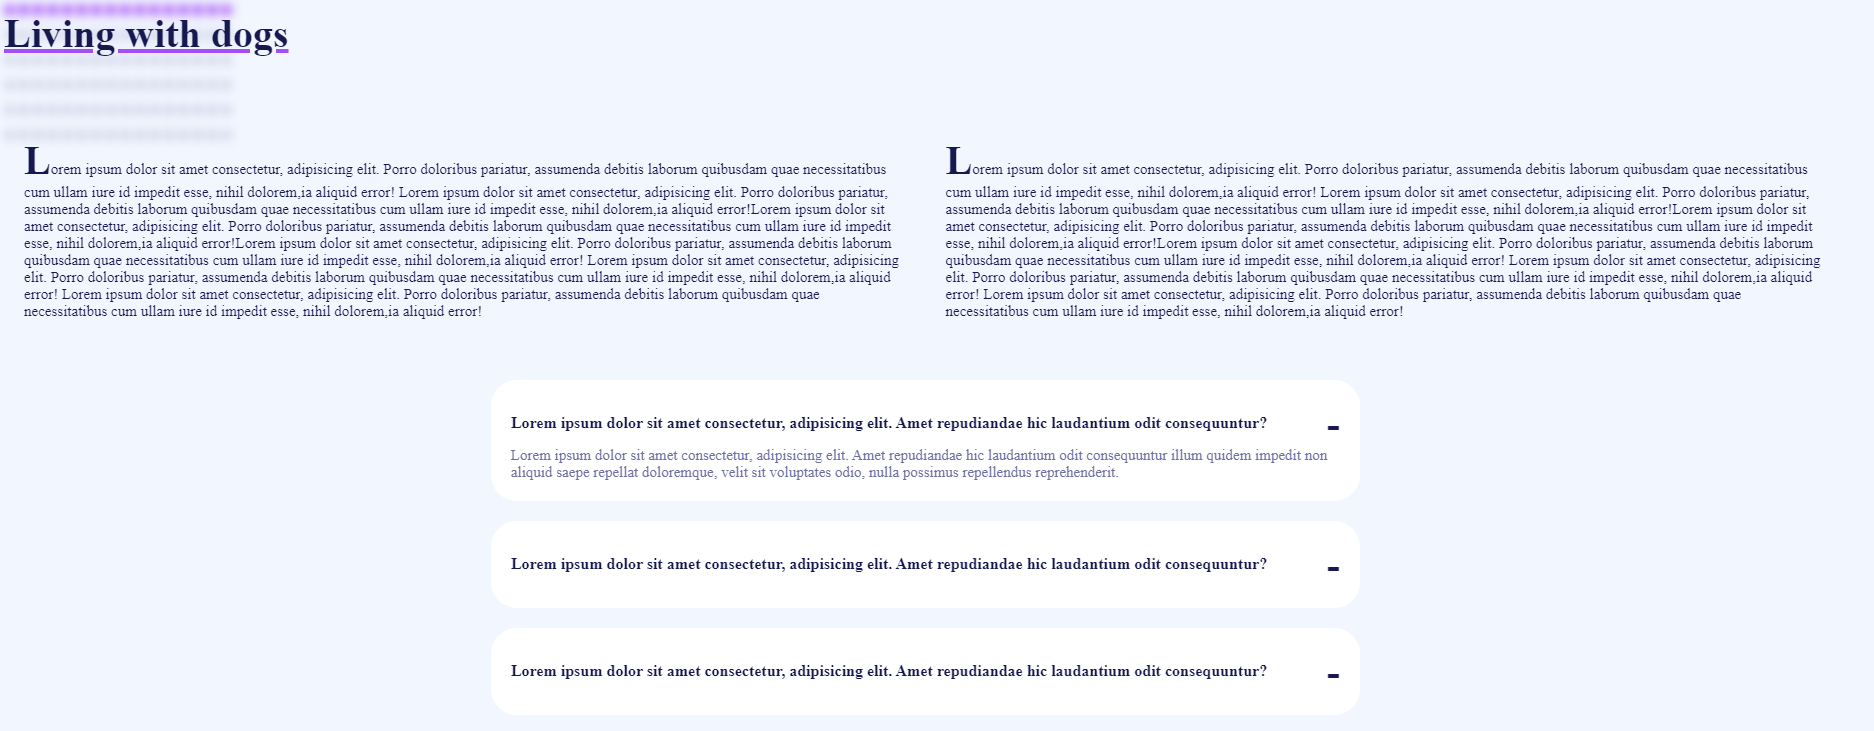 Living with dogs
Lorem ipsum dolor sit amet consectetur, adipisicing elit. Porro doloribus pariatur, assumenda debitis laborum quibusdam quae necessitatibus
cum ullam iure id impedit esse, nihil dolorem,ia aliquid error! Lorem ipsum dolor sit amet consectetur, adipisicing elit. Porro doloribus pariatur,
assumenda debitis laborum quibusdam quae necessitatibus cum ullam iure id impedit esse, nihil dolorem,ia aliquid error!Lorem ipsum dolor sit
amet consectetur, adipisicing elit. Porro doloribus pariatur, assumenda debitis laborum quibusdam quae necessitatibus cum ullam iure id impedit
esse, nihil dolorem,ia aliquid error!Lorem ipsum dolor sit amet consectetur, adipisicing elit. Porro doloribus pariatur, assumenda debitis laborum
quibusdam quae necessitatibus cum ullam iure id impedit esse, nihil dolorem,ia aliquid error! Lorem ipsum dolor sit amet consectetur, adipisicing
elit. Porro doloribus pariatur, assumenda debitis laborum quibusdam quae necessitatibus cum ullam iure id impedit esse, nihil dolorem,ia aliquid
error! Lorem ipsum dolor sit amet consectetur, adipisicing elit. Porro doloribus pariatur, assumenda debitis laborum quibusdam quae
necessitatibus cum ullam iure id impedit esse, nihil dolorem,ia aliquid error!
Lorem ipsum dolor sit amet consectetur, adipisicing elit. Porro doloribus pariatur, assumenda debitis laborum quibusdam quae necessitatibus
cum ullam iure id impedit esse, nihil dolorem,ia aliquid error! Lorem ipsum dolor sit amet consectetur, adipisicing elit. Porro doloribus pariatur,
assumenda debitis laborum quibusdam quae necessitatibus cum ullam iure id impedit esse, nihil dolorem,ia aliquid error!Lorem ipsum dolor sit
amet consectetur, adipisicing elit. Porro doloribus pariatur, assumenda debitis laborum quibusdam quae necessitatibus cum ullam iure id impedit
esse, nihil dolorem,ia aliquid error!Lorem ipsum dolor sit amet consectetur, adipisicing elit. Porro doloribus pariatur, assumenda debitis laborum
quibusdam quae necessitatibus cum ullam iure id impedit esse, nihil dolorem,ia aliquid error! Lorem ipsum dolor sit amet consectetur, adipisicing
elit. Porro doloribus pariatur, assumenda debitis laborum quibusdam quae necessitatibus cum ullam iure id impedit esse, nihil dolorem,ia aliquid
error! Lorem ipsum dolor sit amet consectetur, adipisicing elit. Porro doloribus pariatur, assumenda debitis laborum quibusdam quae
necessitatibus cum ullam iure id impedit esse, nihil dolorem,ia aliquid error!
Lorem ipsum dolor sit amet consectetur, adipisicing elit. Amet repudiandae hic laudantium odit consequuntur? -
Lorem ipsum dolor sit amet consectetur, adipisicing elit. Amet repudiandae hic laudantium odit consequuntur illum quidem impedit non
aliquid saepe repellat doloremque, velit sit voluptates odio, nulla possimus repellendus reprehenderit.
Lorem ipsum dolor sit amet consectetur, adipisicing elit. Amet repudiandae hic laudantium odit consequuntur? -
Lorem ipsum dolor sit amet consectetur, adipisicing elit. Amet repudiandae hic laudantium odit consequuntur? -